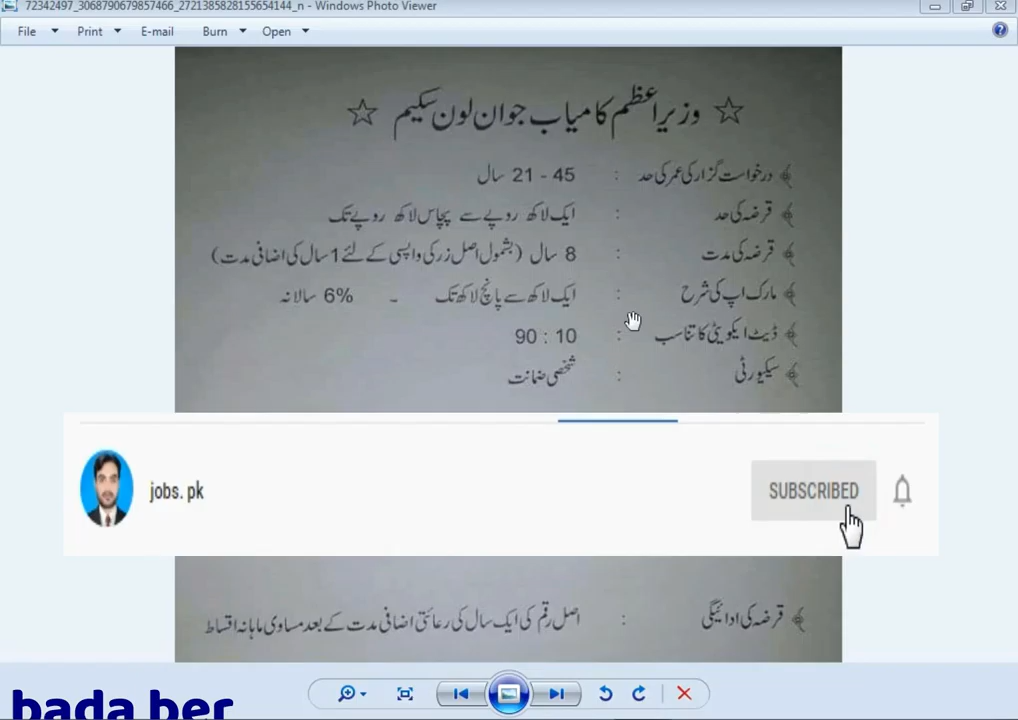 72342497_3068790679857466_2721385828155654144_n - Windows Photo Viewer
File Print E-mail Burn Open
☆ وزیراعظم کامیاب جوان لون سکیم ☆
درخواست گزار کی عمر کی حد : 21 - 45 سال
قرضہ کی حد : ایک لاکھ روپے سے پچاس لاکھ روپے تک
قرضہ کی مدت : 8 سال (بشمول اصل زر کی واپسی کے لئے 1 سال کی اضافی مدت)
مارک اپ کی شرح : ایک لاکھ سے پانچ لاکھ تک - 6% سالانہ
ڈیٹ ایکویٹی کا تناسب : 90 : 10
سیکیورٹی : شخصی ضمانت
jobs. pk
SUBSCRIBED
قرضہ کی ادائیگی : اصل رقم کی ایک سال کی رعائتی اضافی مدت کے بعد مساوی ماہانہ اقساط
bada ber